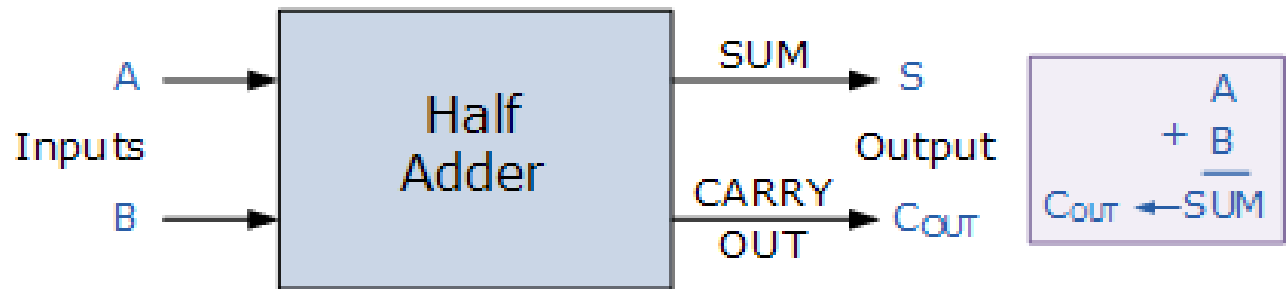 A
Inputs
B
Half
Adder
SUM
CARRY
OUT
S
Output
COUT
A
+ B
COUT ← SUM